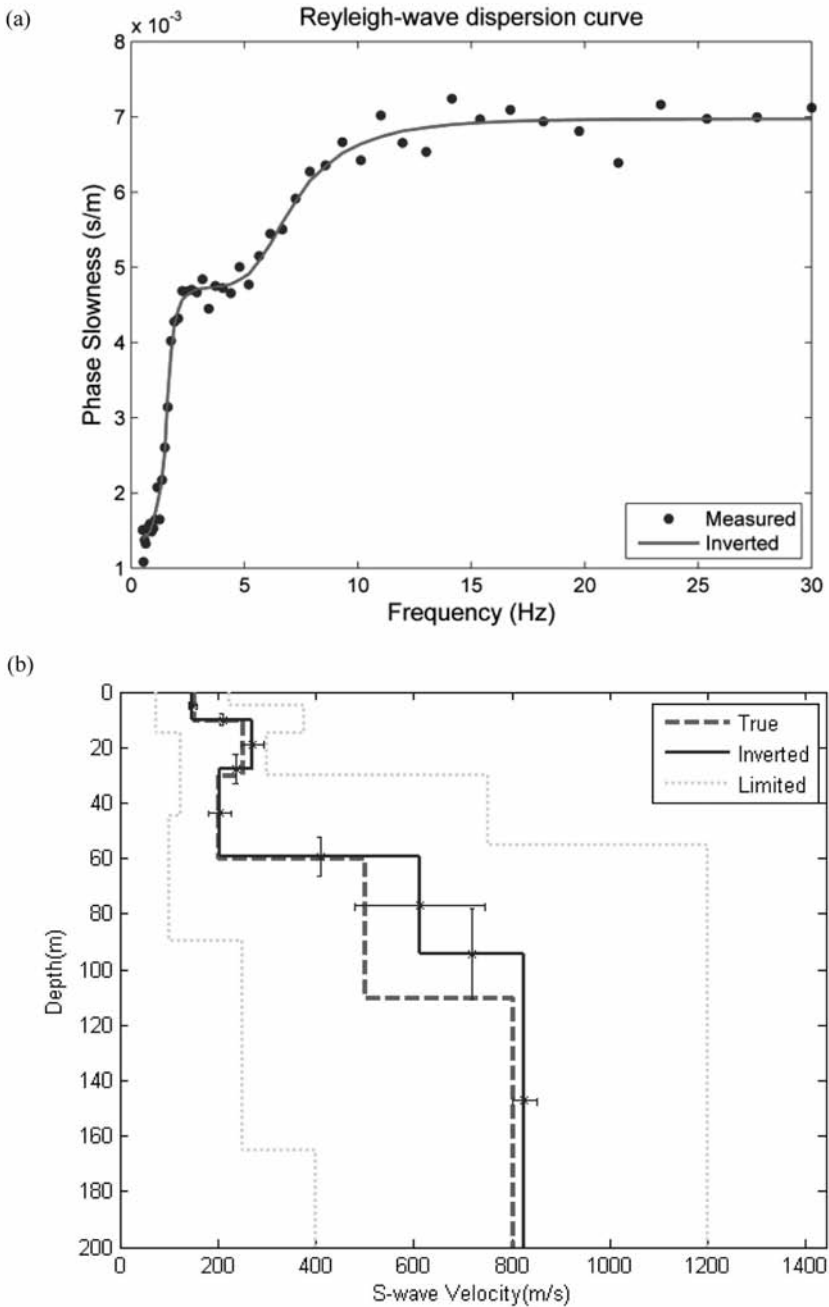 (a)
× 10⁻³
Reyleigh-wave dispersion curve
8
7
6
5
4
3
2
1
Phase Slowness (s/m)
Measured
Inverted
0 5 10 15 20 25 30
Frequency (Hz)
(b)
0
20
40
60
80
100
120
140
160
180
200
Depth(m)
True
Inverted
Limited
0 200 400 600 800 1000 1200 1400
S-wave Velocity(m/s)